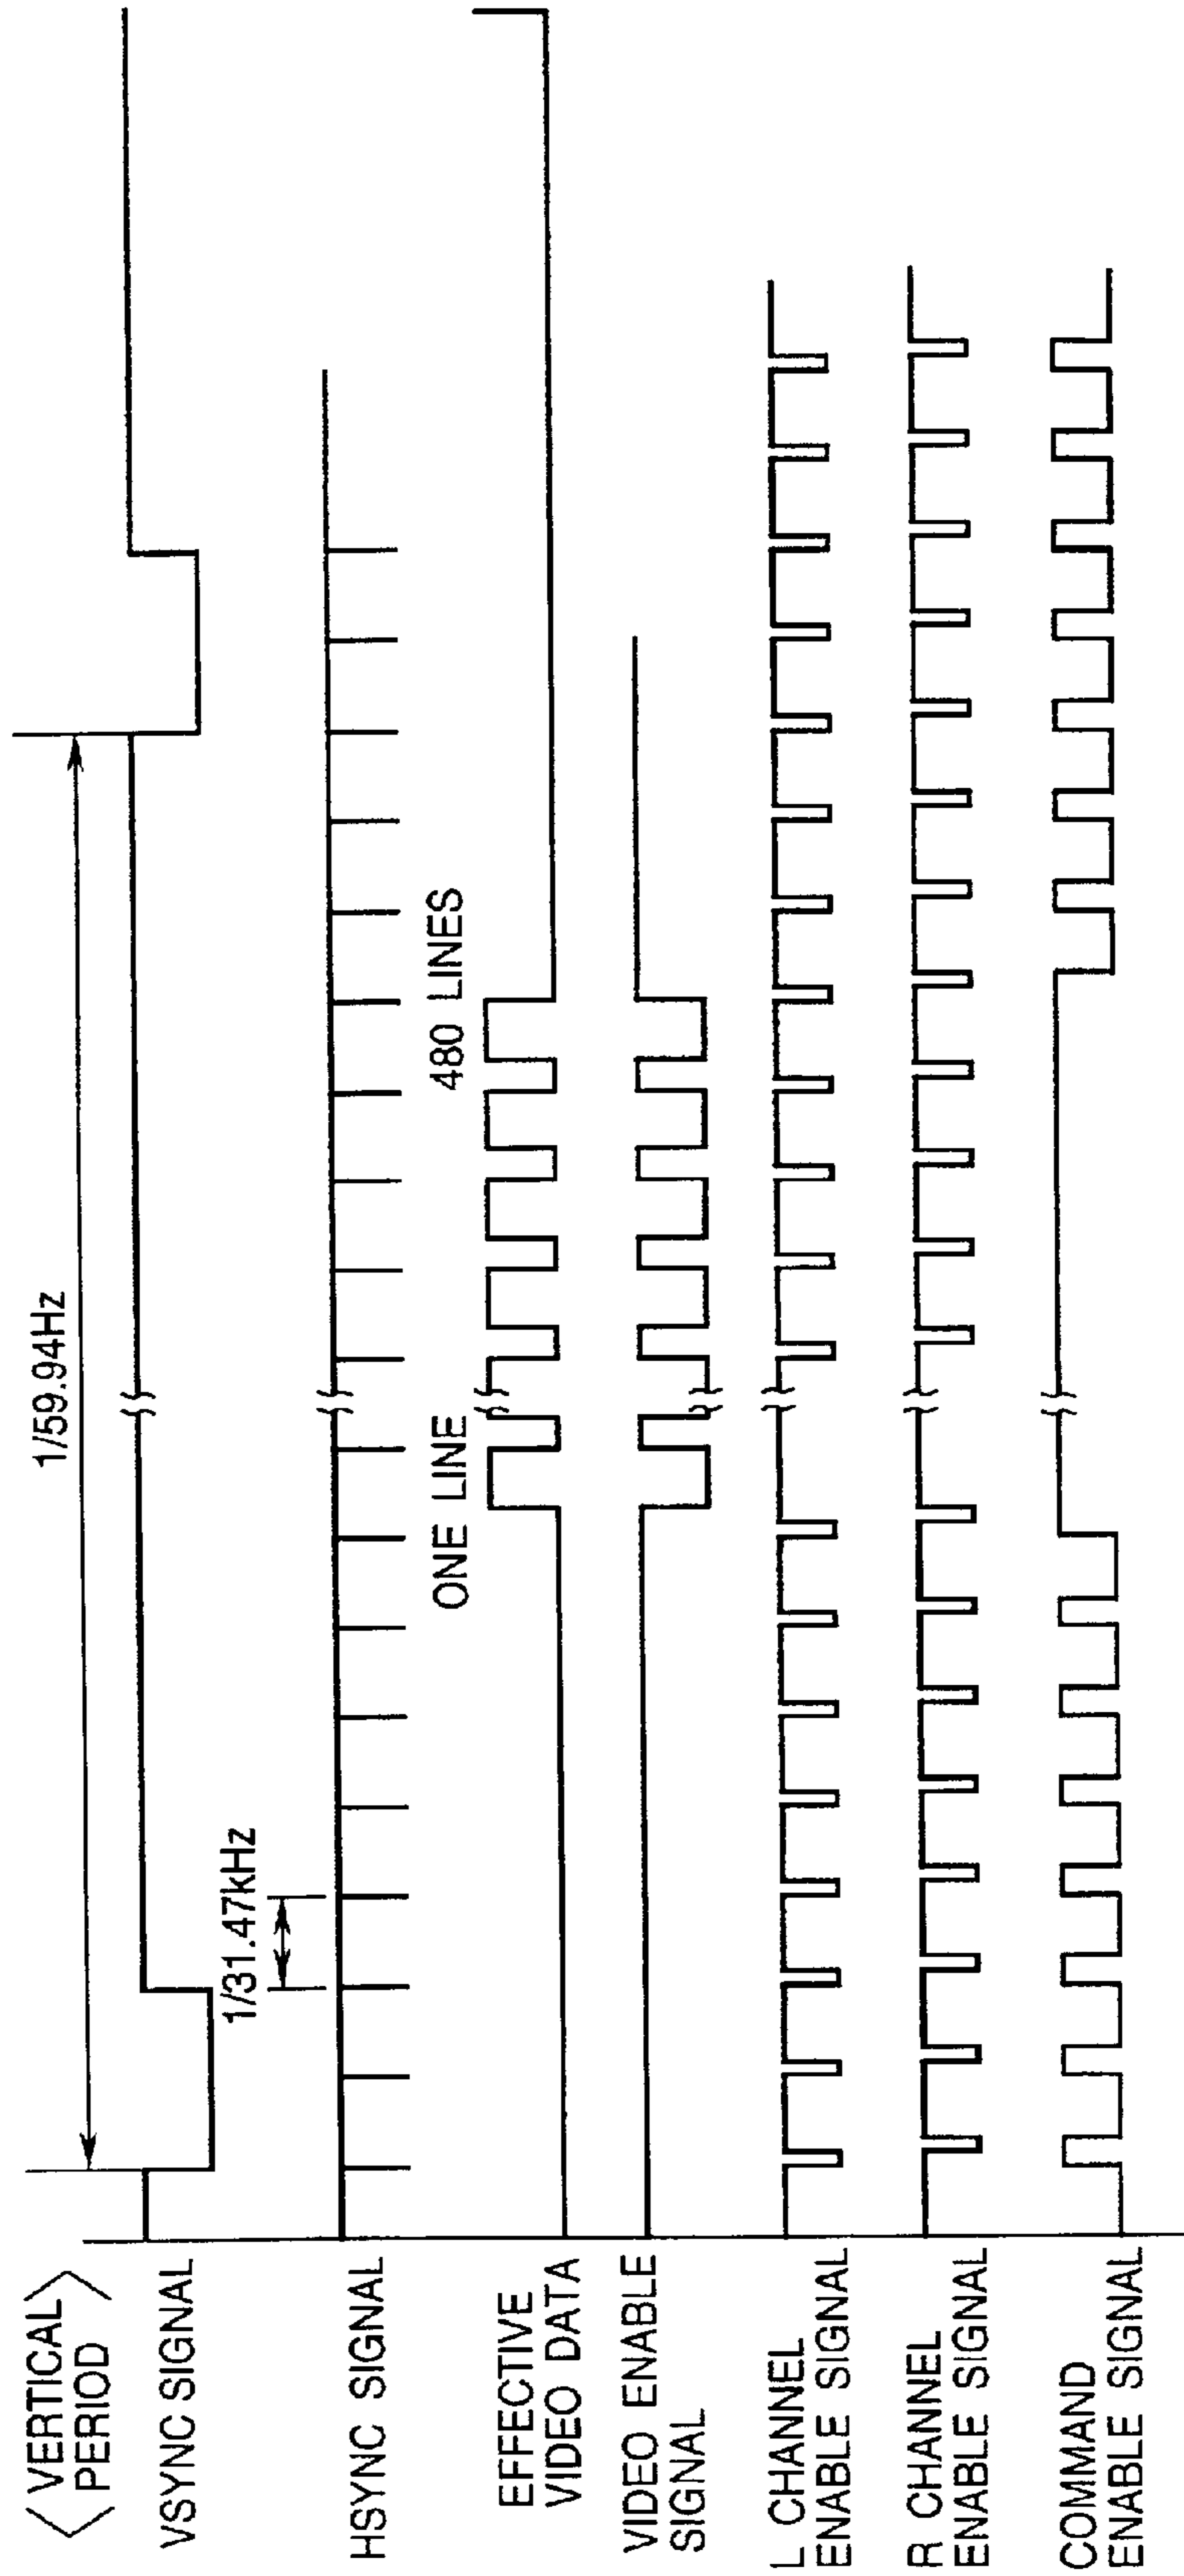 < VERTICAL >
PERIOD
VSYNC SIGNAL
1/59.94Hz
HSYNC SIGNAL
1/31.47kHz
EFFECTIVE
VIDEO DATA
ONE LINE
480 LINES
VIDEO ENABLE
SIGNAL
L CHANNEL
ENABLE SIGNAL
R CHANNEL
ENABLE SIGNAL
COMMAND
ENABLE SIGNAL